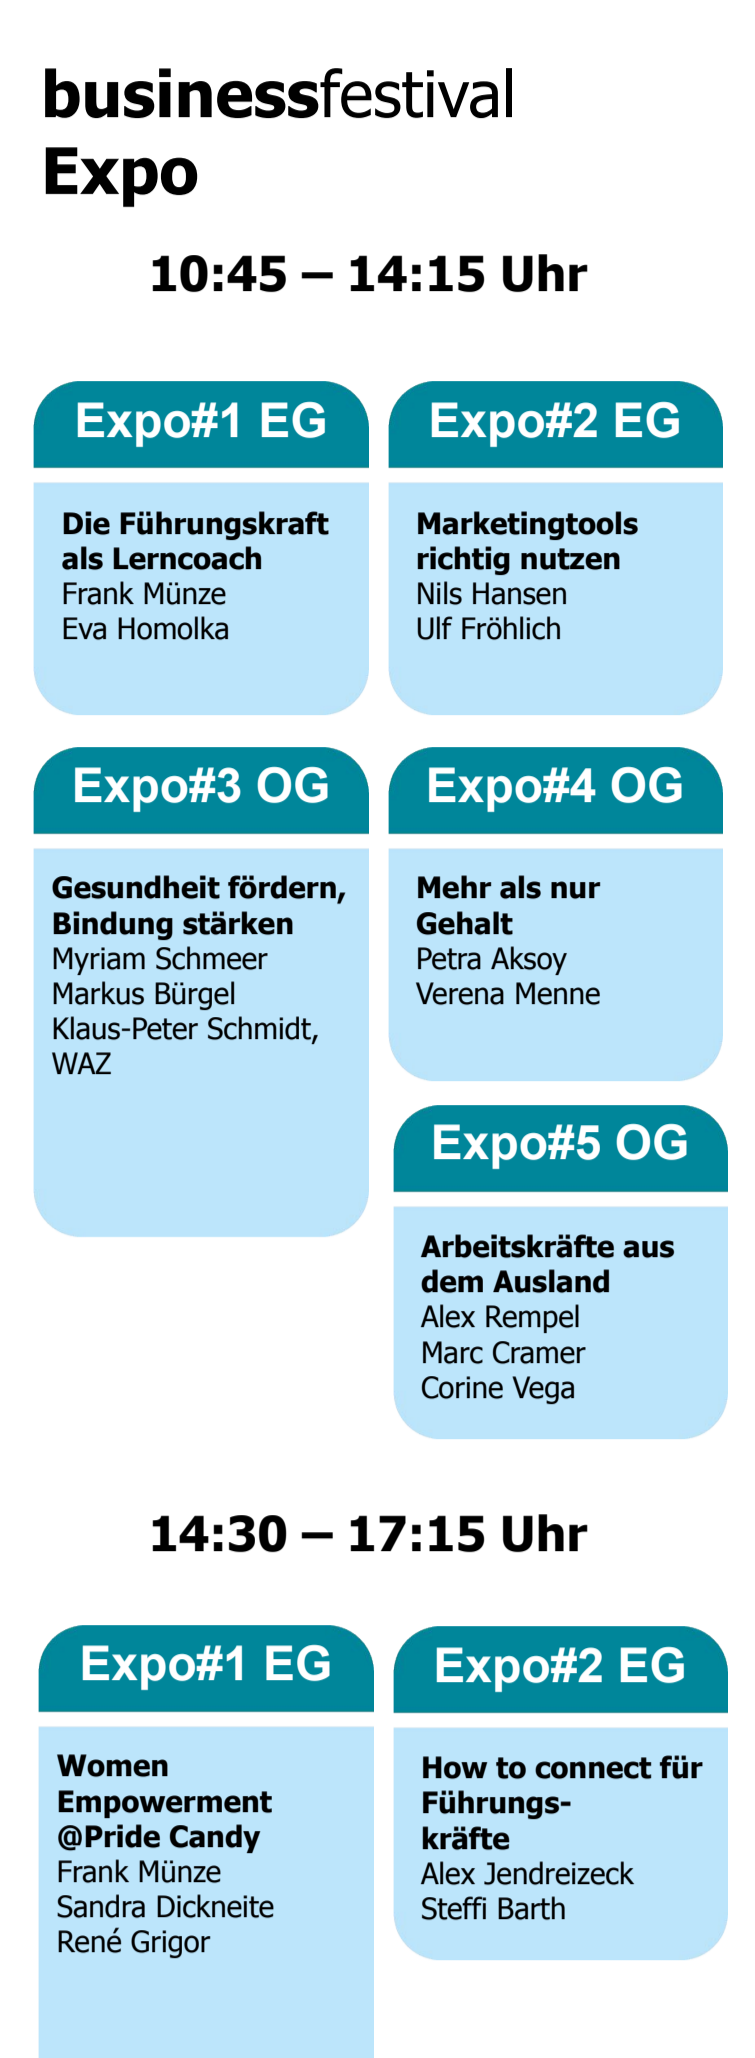 businessfestival
Expo
10:45 – 14:15 Uhr
Expo#1 EG
Die Führungskraft
als Lerncoach
Frank Münze
Eva Homolka
Expo#2 EG
Marketingtools
richtig nutzen
Nils Hansen
Ulf Fröhlich
Expo#3 OG
Gesundheit fördern,
Bindung stärken
Myriam Schmeer
Markus Bürgel
Klaus-Peter Schmidt,
WAZ
Expo#4 OG
Mehr als nur
Gehalt
Petra Aksoy
Verena Menne
Expo#5 OG
Arbeitskräfte aus
dem Ausland
Alex Rempel
Marc Cramer
Corine Vega
14:30 – 17:15 Uhr
Expo#1 EG
Women
Empowerment
@Pride Candy
Frank Münze
Sandra Dickneite
René Grigor
Expo#2 EG
How to connect für
Führungs-
kräfte
Alex Jendreizeck
Steffi Barth